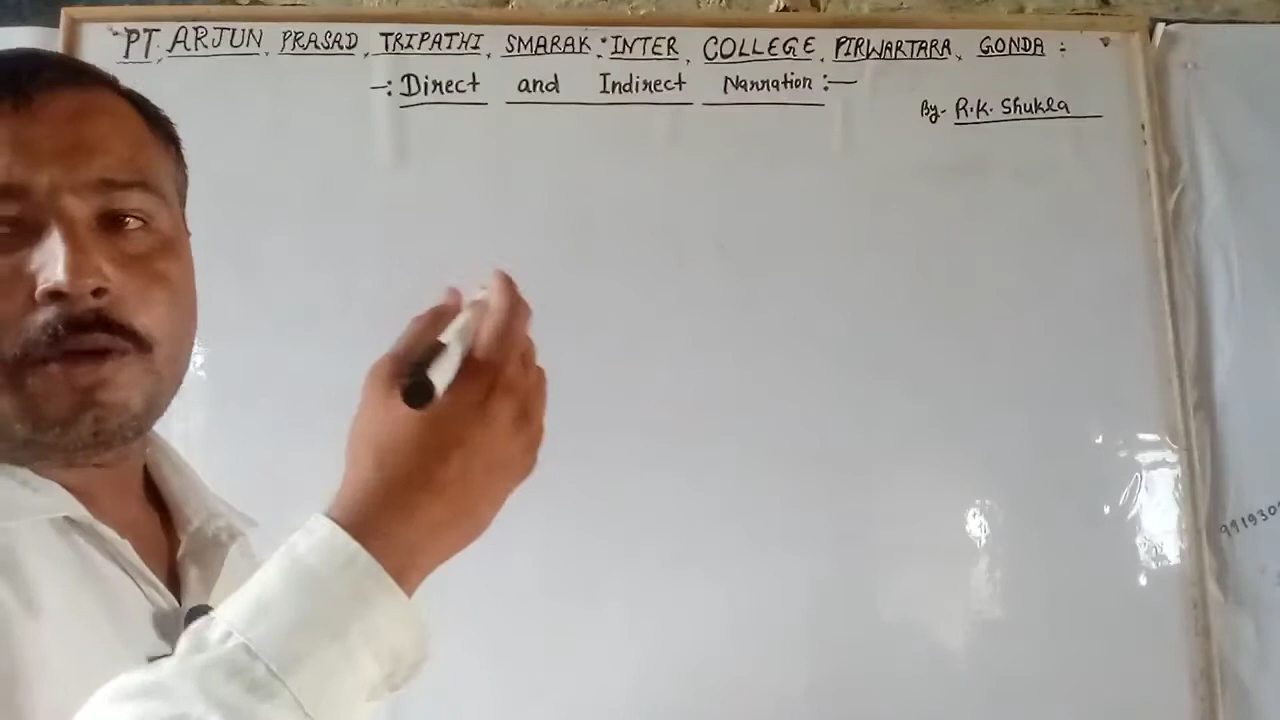 PT. ARJUN PRASAD TRIPATHI SMARAK INTER COLLEGE, PIRWARTARA, GONDA :
-: Direct and Indirect Narration :-
By- R.K. Shukla